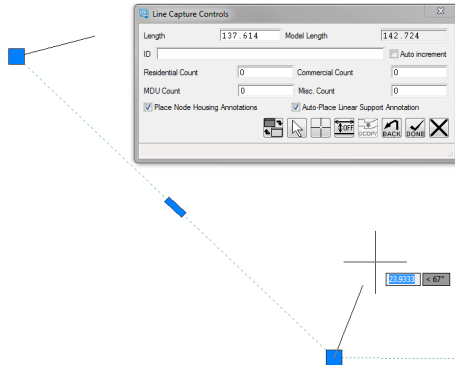 Line Capture Controls
Length 137.614 Model Length 142.724
ID Auto increment
Residential Count 0 Commercial Count 0
MDU Count 0 Misc. Count 0
Place Node Housing Annotations Auto-Place Linear Support Annotation
OFF OCOPY BACK DONE
23.9333 < 67°